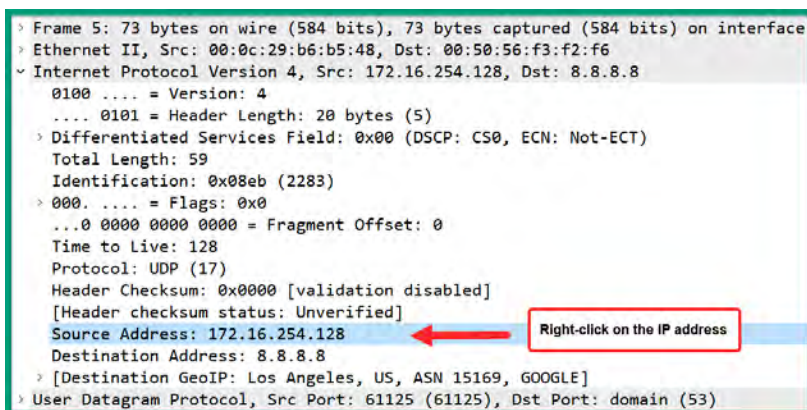 Frame 5: 73 bytes on wire (584 bits), 73 bytes captured (584 bits) on interface
Ethernet II, Src: 00:0c:29:b6:b5:48, Dst: 00:50:56:f3:f2:f6
Internet Protocol Version 4, Src: 172.16.254.128, Dst: 8.8.8.8
0100 .... = Version: 4
.... 0101 = Header Length: 20 bytes (5)
Differentiated Services Field: 0x00 (DSCP: CS0, ECN: Not-ECT)
Total Length: 59
Identification: 0x08eb (2283)
000. .... = Flags: 0x0
...0 0000 0000 0000 = Fragment Offset: 0
Time to Live: 128
Protocol: UDP (17)
Header Checksum: 0x0000 [validation disabled]
[Header checksum status: Unverified]
Source Address: 172.16.254.128 Right-click on the IP address
Destination Address: 8.8.8.8
[Destination GeoIP: Los Angeles, US, ASN 15169, GOOGLE]
User Datagram Protocol, Src Port: 61125 (61125), Dst Port: domain (53)